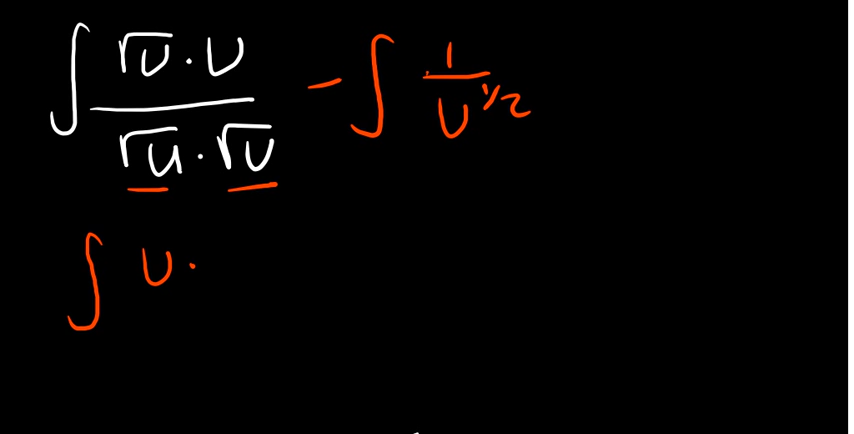 ∫ (√u · u)/(√u · √u) - ∫ 1/u^(1/2)
∫ u ·